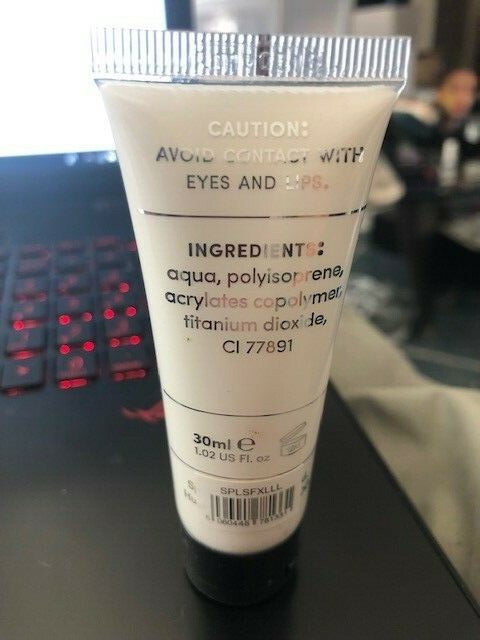 CAUTION:
AVOID CONTACT WITH
EYES AND LIPS.
INGREDIENTS:
aqua, polyisoprene,
acrylates copolymer,
titanium dioxide,
CI 77891
30ml ℮
1.02 US Fl. oz
SPLSFXLLL